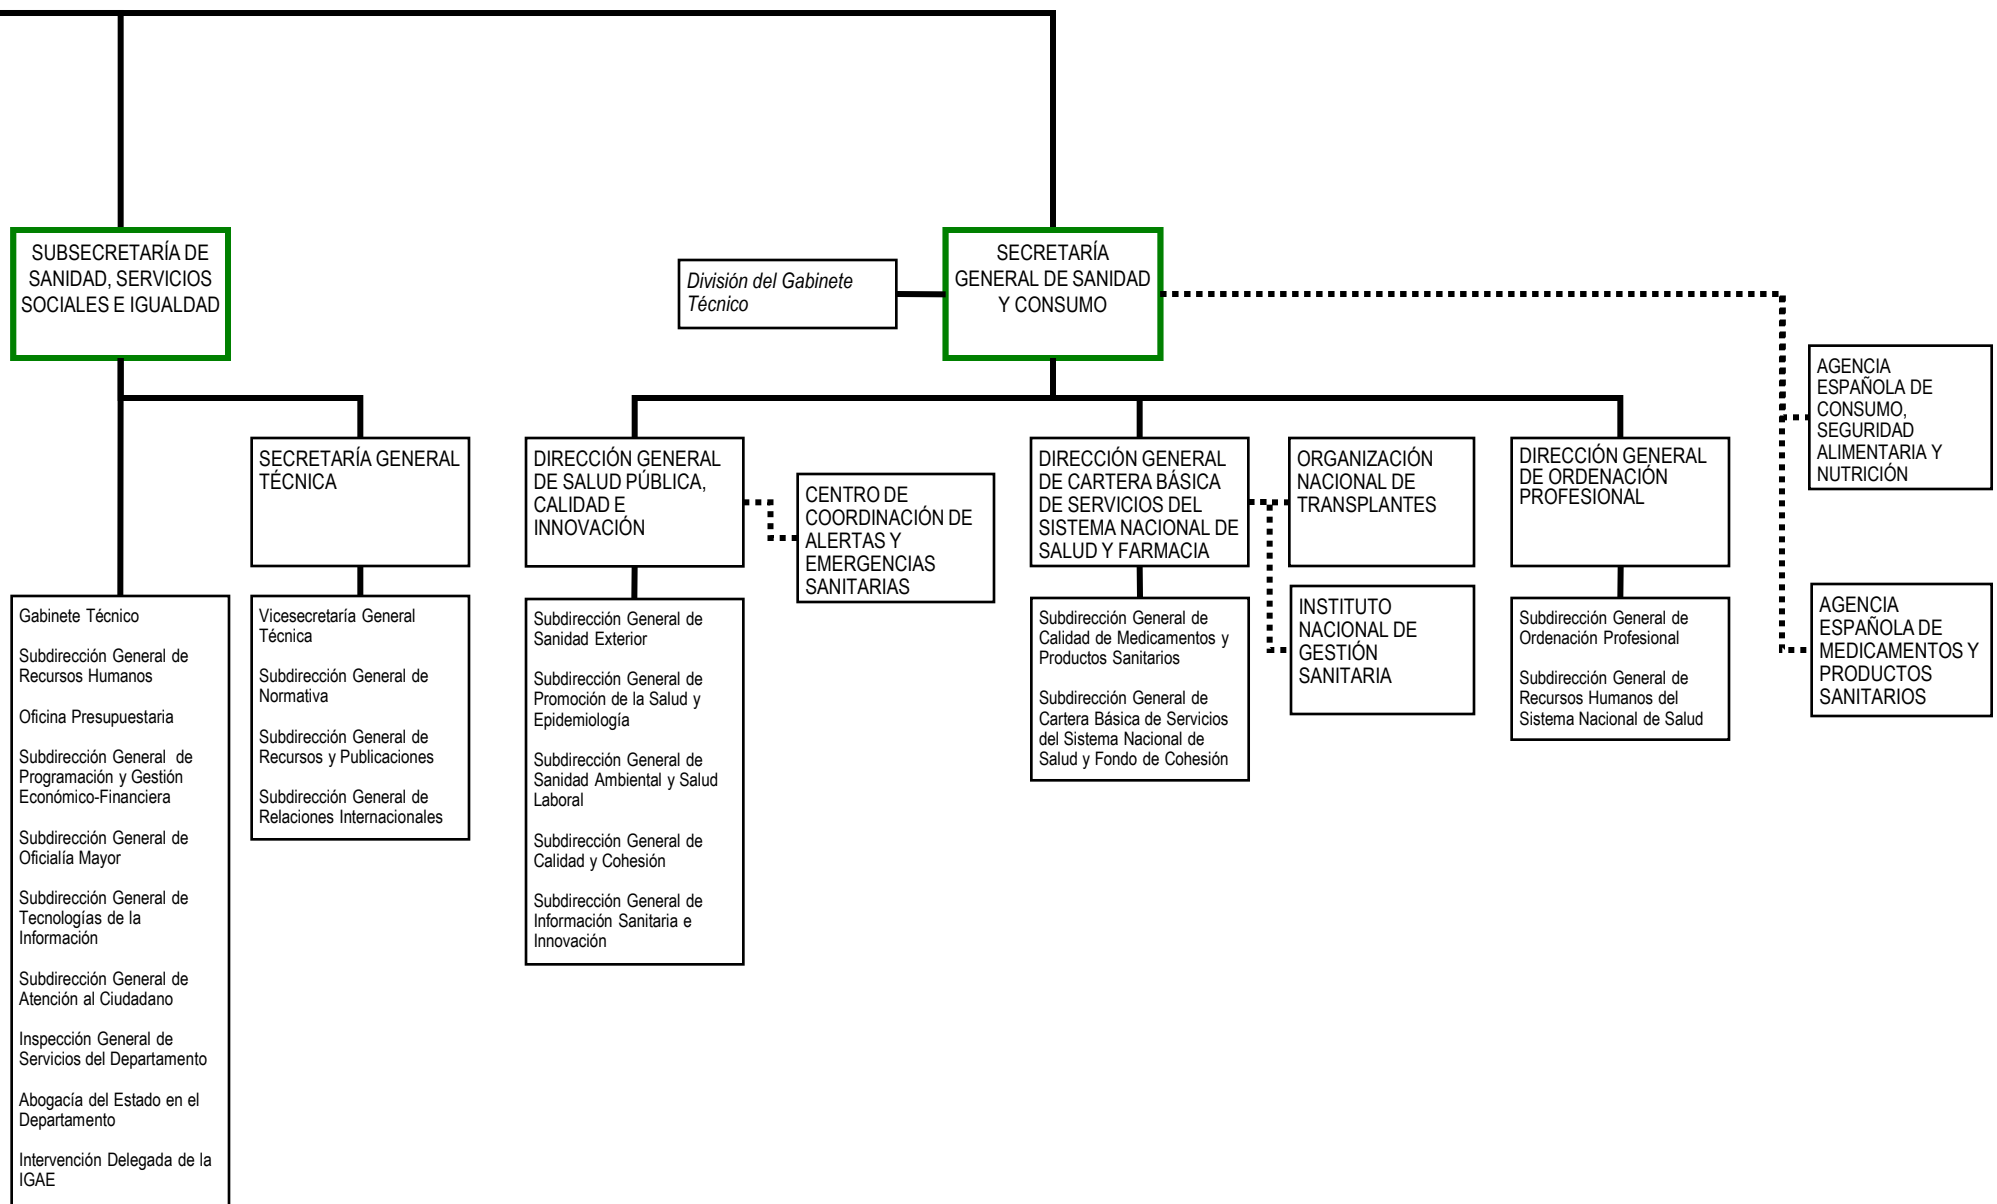 SUBSECRETARÍA DE
SANIDAD, SERVICIOS
SOCIALES E IGUALDAD
División del Gabinete
Técnico
SECRETARÍA
GENERAL DE SANIDAD
Y CONSUMO
AGENCIA
ESPAÑOLA DE
CONSUMO,
SEGURIDAD
ALIMENTARIA Y
NUTRICIÓN
SECRETARÍA GENERAL
TÉCNICA
DIRECCIÓN GENERAL
DE SALUD PÚBLICA,
CALIDAD E
INNOVACIÓN
CENTRO DE
COORDINACIÓN DE
ALERTAS Y
EMERGENCIAS
SANITARIAS
DIRECCIÓN GENERAL
DE CARTERA BÁSICA
DE SERVICIOS DEL
SISTEMA NACIONAL DE
SALUD Y FARMACIA
ORGANIZACIÓN
NACIONAL DE
TRANSPLANTES
DIRECCIÓN GENERAL
DE ORDENACIÓN
PROFESIONAL
Gabinete Técnico
Subdirección General de
Recursos Humanos
Oficina Presupuestaria
Subdirección General de
Programación y Gestión
Económico-Financiera
Subdirección General de
Oficialía Mayor
Subdirección General de
Tecnologías de la
Información
Subdirección General de
Atención al Ciudadano
Inspección General de
Servicios del Departamento
Abogacía del Estado en el
Departamento
Intervención Delegada de la
IGAE
Vicesecretaría General
Técnica
Subdirección General de
Normativa
Subdirección General de
Recursos y Publicaciones
Subdirección General de
Relaciones Internacionales
Subdirección General de
Sanidad Exterior
Subdirección General de
Promoción de la Salud y
Epidemiología
Subdirección General de
Sanidad Ambiental y Salud
Laboral
Subdirección General de
Calidad y Cohesión
Subdirección General de
Información Sanitaria e
Innovación
Subdirección General de
Calidad de Medicamentos y
Productos Sanitarios
Subdirección General de
Cartera Básica de Servicios
del Sistema Nacional de
Salud y Fondo de Cohesión
INSTITUTO
NACIONAL DE
GESTIÓN
SANITARIA
Subdirección General de
Ordenación Profesional
Subdirección General de
Recursos Humanos del
Sistema Nacional de Salud
AGENCIA
ESPAÑOLA DE
MEDICAMENTOS Y
PRODUCTOS
SANITARIOS